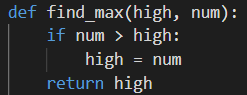 def find_max(high, num):
    if num > high:
        high = num
    return high